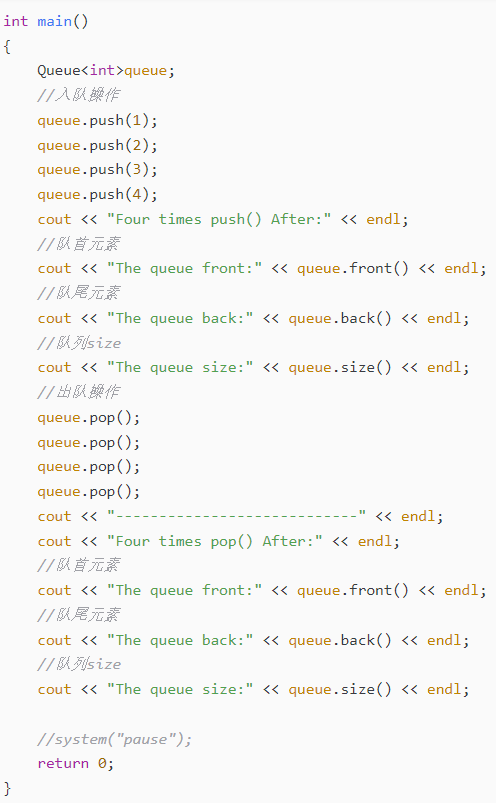 int main()
{
    Queue<int>queue;
    //入队操作
    queue.push(1);
    queue.push(2);
    queue.push(3);
    queue.push(4);
    cout << "Four times push() After:" << endl;
    //队首元素
    cout << "The queue front:" << queue.front() << endl;
    //队尾元素
    cout << "The queue back:" << queue.back() << endl;
    //队列size
    cout << "The queue size:" << queue.size() << endl;
    //出队操作
    queue.pop();
    queue.pop();
    queue.pop();
    queue.pop();
    cout << "----------------------------" << endl;
    cout << "Four times pop() After:" << endl;
    //队首元素
    cout << "The queue front:" << queue.front() << endl;
    //队尾元素
    cout << "The queue back:" << queue.back() << endl;
    //队列size
    cout << "The queue size:" << queue.size() << endl;

    //system("pause");
    return 0;
}